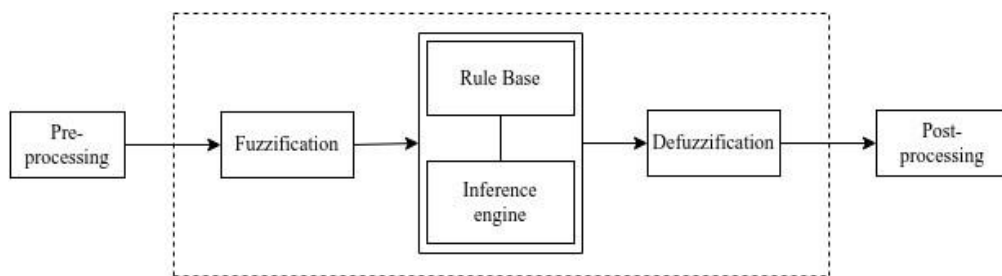 Pre-
processing
Fuzzification
Rule Base
Inference
engine
Defuzzification
Post-
processing